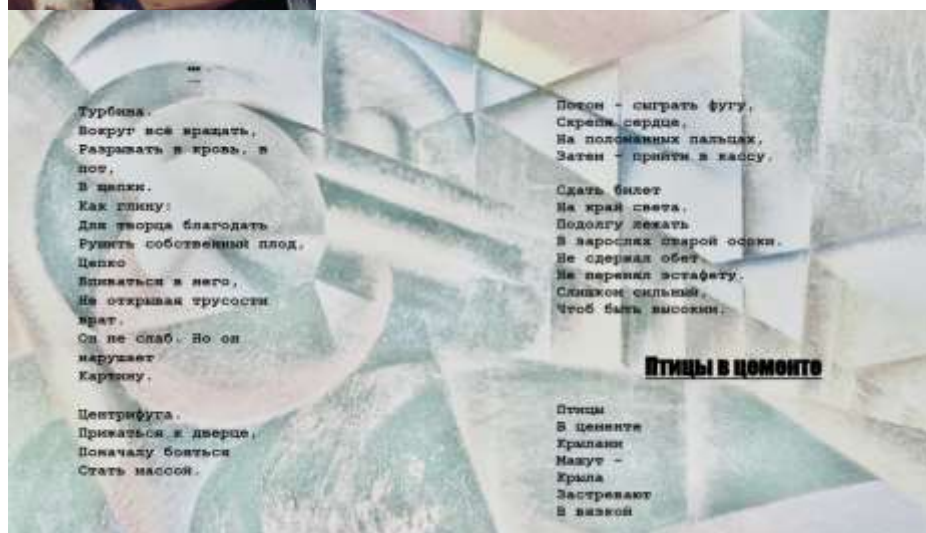 ***
Турбина.
Вокруг всё вращать,
Разрывать в кровь, в
пот,
В щепки.
Как глину:
Для творца благодать
Рушить собственный плод,
Цепко
Впиваться в него,
Не открывая трусости
врат.
Он не слаб. Но он
нарушает
Картину.
Центрифуга.
Прижаться к дверце,
Поначалу бояться
Стать массой.
Потом - сыграть фугу,
Скрепя сердце,
На поломанных пальцах,
Затем - прийти в кассу.
Сдать билет
На край света.
Подолгу лежать
В зарослях старой осоки.
Не сдержал обет
Не перенял эстафету.
Слишком сильный,
Чтоб быть высоким.
Птицы в цементе
Птицы
В цементе
Крылами
Машут -
Крыла
Застревают
В вязкой